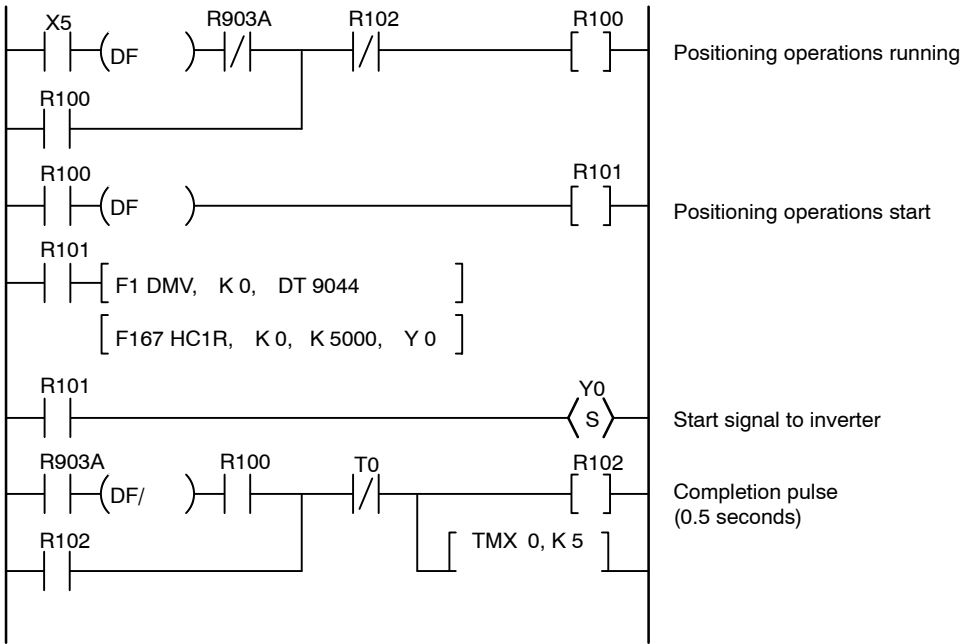 X5 R903A R102 R100
(DF ) Positioning operations running
R100
R100 R101
(DF ) Positioning operations start
R101
[ F1 DMV, K 0, DT 9044 ]
[ F167 HC1R, K 0, K 5000, Y 0 ]
R101 Y0
S Start signal to inverter
R903A R100 T0 R102
(DF/ ) Completion pulse
(0.5 seconds)
R102 [ TMX 0, K 5 ]